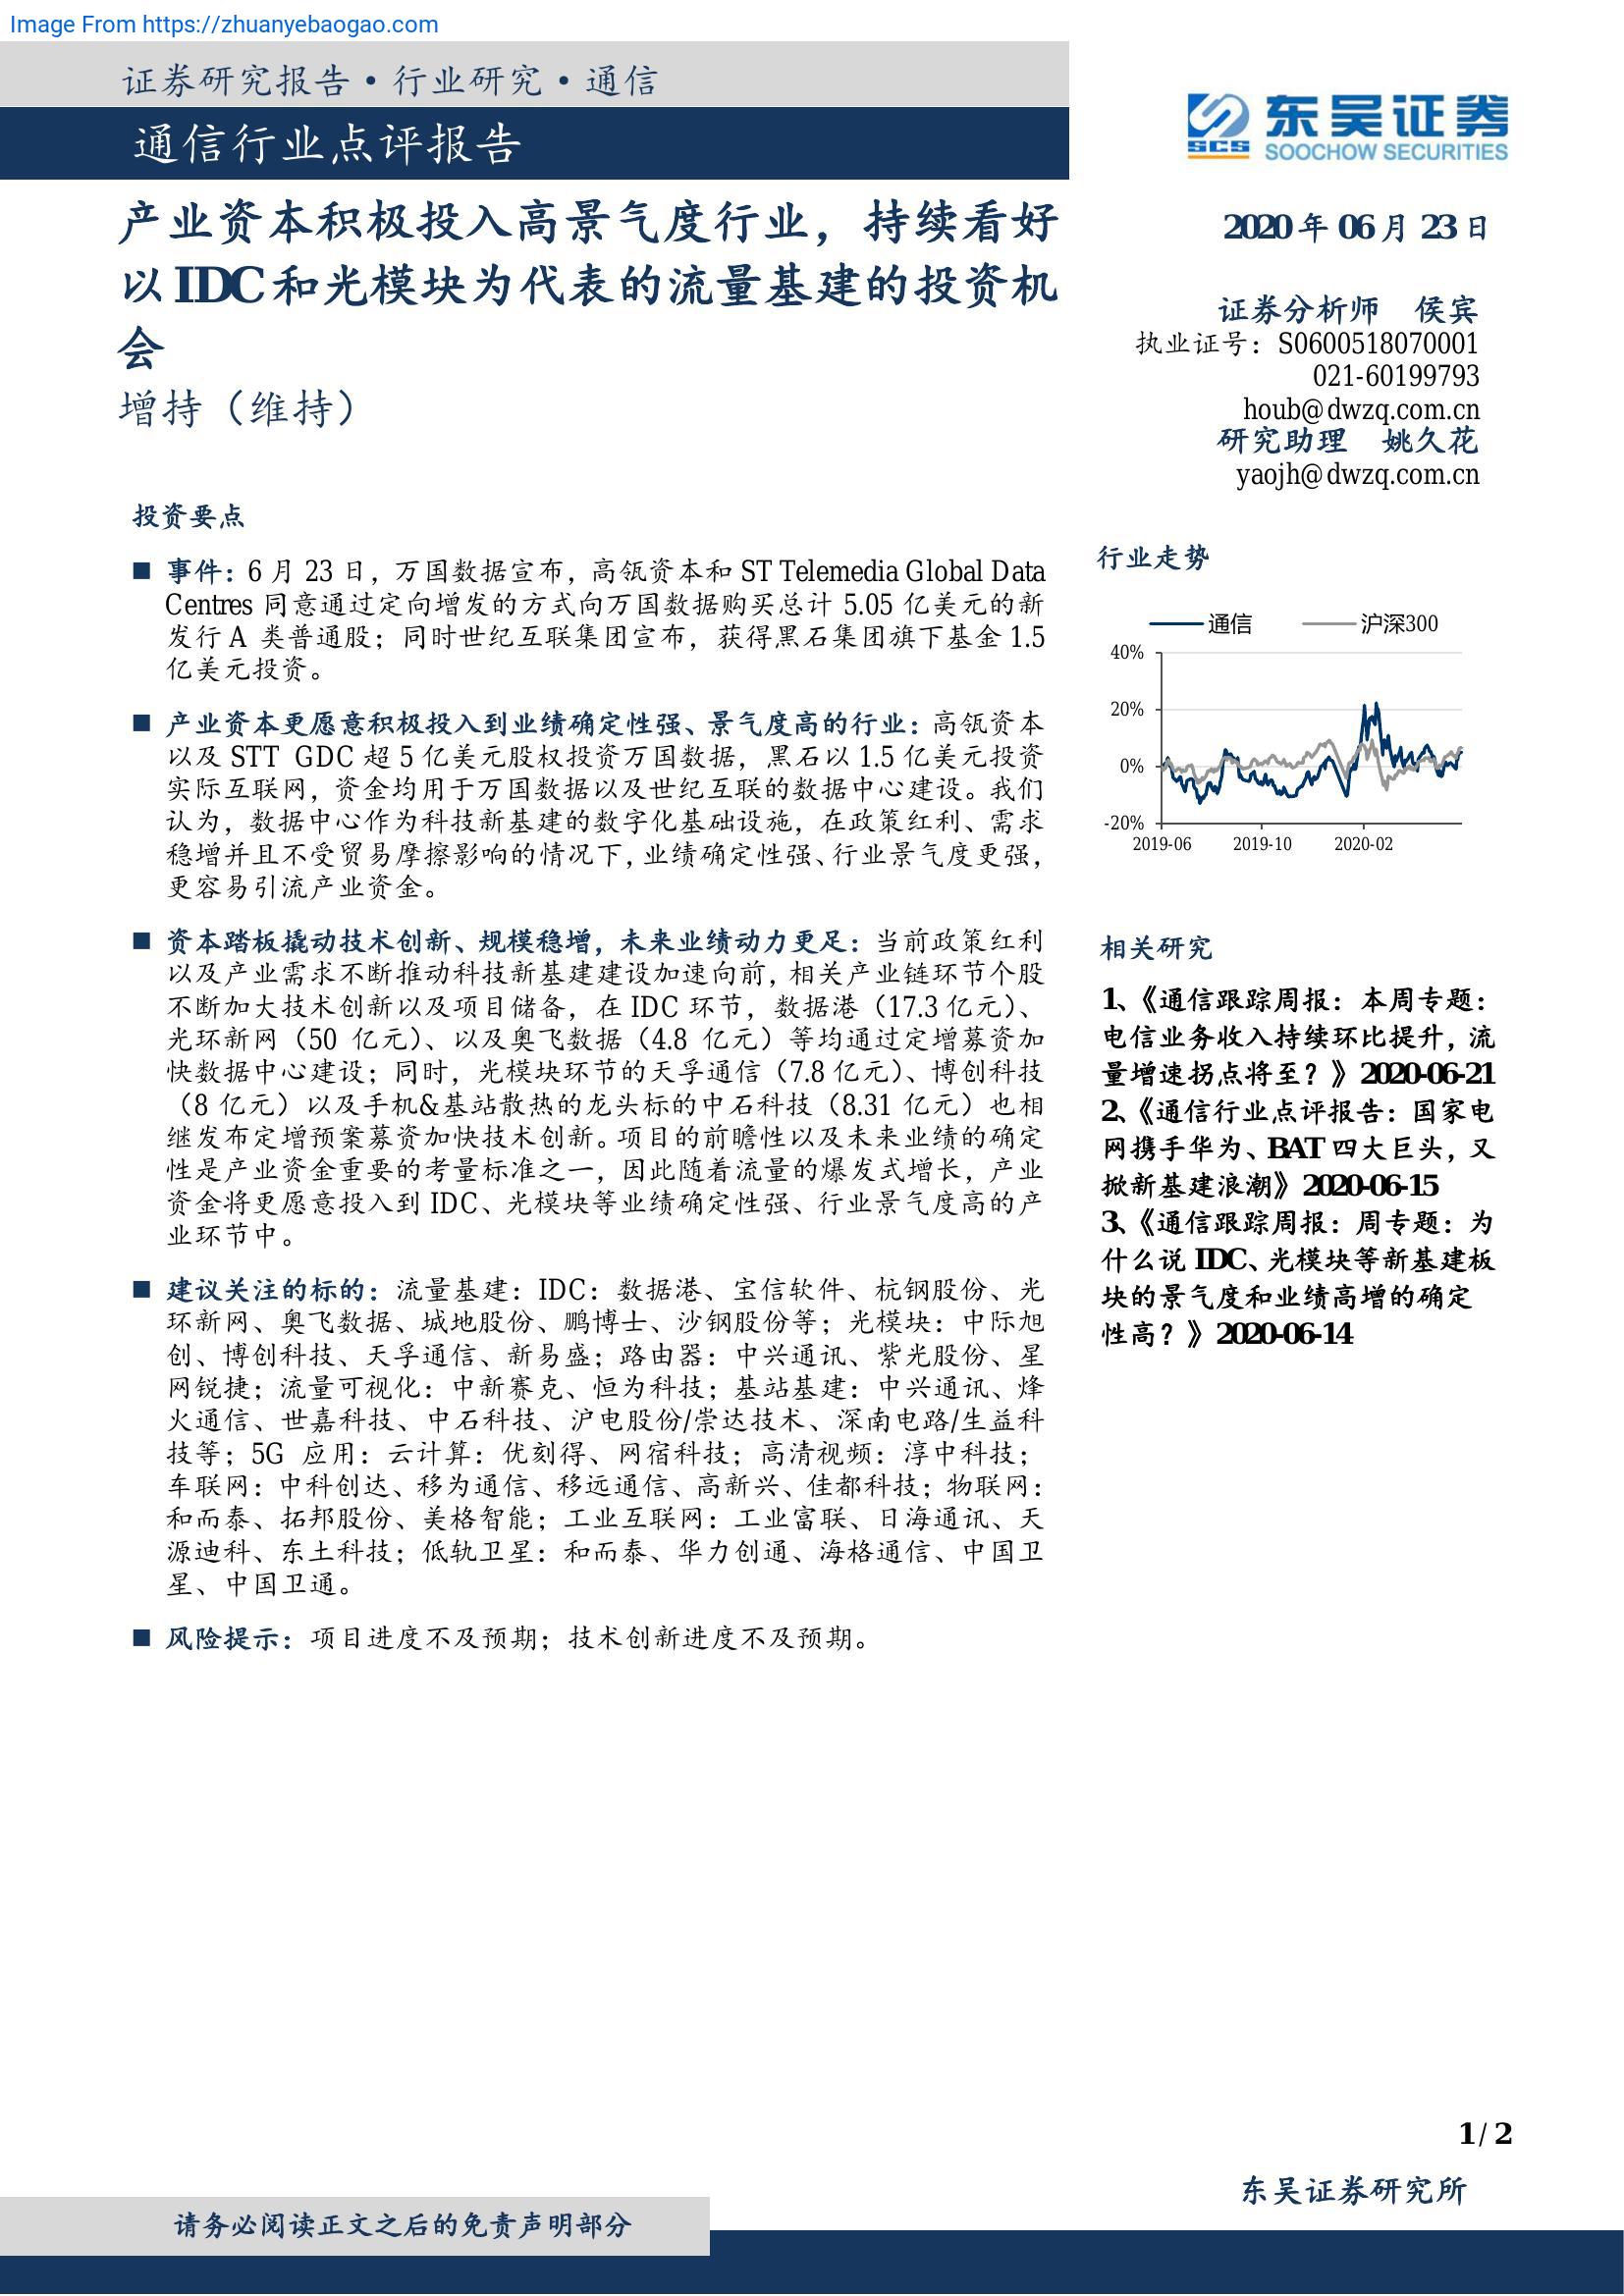 Image From https://zhuanyebaogao.com
证券研究报告·行业研究·通信
通信行业点评报告
东吴证券
SCS
SOOCHOW SECURITIES
产业资本积极投入高景气度行业，持续看好
以IDC和光模块为代表的流量基建的投资机
会
增持（维持）
2020年06月23日
证券分析师 侯宾
执业证号：S0600518070001
021-60199793
houb@dwzq.com.cn
研究助理 姚久花
yaojh@dwzq.com.cn
投资要点
■ 事件：6月23日，万国数据宣布，高瓴资本和ST Telemedia Global Data
Centres 同意通过定向增发的方式向万国数据购买总计 5.05 亿美元的新
发行 A 类普通股；同时世纪互联集团宣布，获得黑石集团旗下基金 1.5
亿美元投资。
■ 产业资本更愿意积极投入到业绩确定性强、景气度高的行业：高瓴资本
以及 STT GDC 超 5 亿美元股权投资万国数据，黑石以 1.5 亿美元投资
实际互联网，资金均用于万国数据以及世纪互联的数据中心建设。我们
认为，数据中心作为科技新基建的数字化基础设施，在政策红利、需求
稳增并且不受贸易摩擦影响的情况下，业绩确定性强、行业景气度更强，
更容易引流产业资金。
■ 资本踏板撬动技术创新、规模稳增，未来业绩动力更足：当前政策红利
以及产业需求不断推动科技新基建建设加速向前，相关产业链环节个股
不断加大技术创新以及项目储备，在 IDC 环节，数据港（17.3 亿元）、
光环新网（50 亿元）、以及奥飞数据（4.8 亿元）等均通过定增募资加
快数据中心建设；同时，光模块环节的天孚通信（7.8 亿元）、博创科技
（8 亿元）以及手机&基站散热的龙头标的中石科技（8.31 亿元）也相
继发布定增预案募资加快技术创新。项目的前瞻性以及未来业绩的确定
性是产业资金重要的考量标准之一，因此随着流量的爆发式增长，产业
资金将更愿意投入到 IDC、光模块等业绩确定性强、行业景气度高的产
业环节中。
■ 建议关注的标的：流量基建：IDC：数据港、宝信软件、杭钢股份、光
环新网、奥飞数据、城地股份、鹏博士、沙钢股份等；光模块：中际旭
创、博创科技、天孚通信、新易盛；路由器：中兴通讯、紫光股份、星
网锐捷；流量可视化：中新赛克、恒为科技；基站基建：中兴通讯、烽
火通信、世嘉科技、中石科技、沪电股份/崇达技术、深南电路/生益科
技等；5G 应用：云计算：优刻得、网宿科技；高清视频：淳中科技；
车联网：中科创达、移为通信、移远通信、高新兴、佳都科技；物联网：
和而泰、拓邦股份、美格智能；工业互联网：工业富联、日海通讯、天
源迪科、东土科技；低轨卫星：和而泰、华力创通、海格通信、中国卫
星、中国卫通。
■ 风险提示：项目进度不及预期；技术创新进度不及预期。
行业走势
通信 沪深300
40%
20%
0%
-20%
2019-06 2019-10 2020-02
相关研究
1、《通信跟踪周报：本周专题：
电信业务收入持续环比提升，流
量增速拐点将至？》2020-06-21
2、《通信行业点评报告：国家电
网携手华为、BAT 四大巨头，又
掀新基建浪潮》2020-06-15
3、《通信跟踪周报：周专题：为
什么说 IDC、光模块等新基建板
块的景气度和业绩高增的确定
性高？》2020-06-14
1 / 2
东吴证券研究所
请务必阅读正文之后的免责声明部分